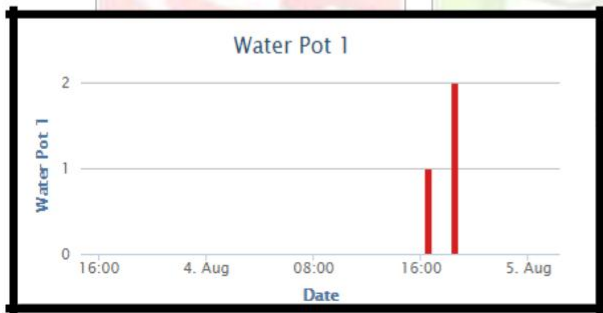 Water Pot 1
2
1
0
Water Pot 1
16:00 4. Aug 08:00 16:00 5. Aug
Date